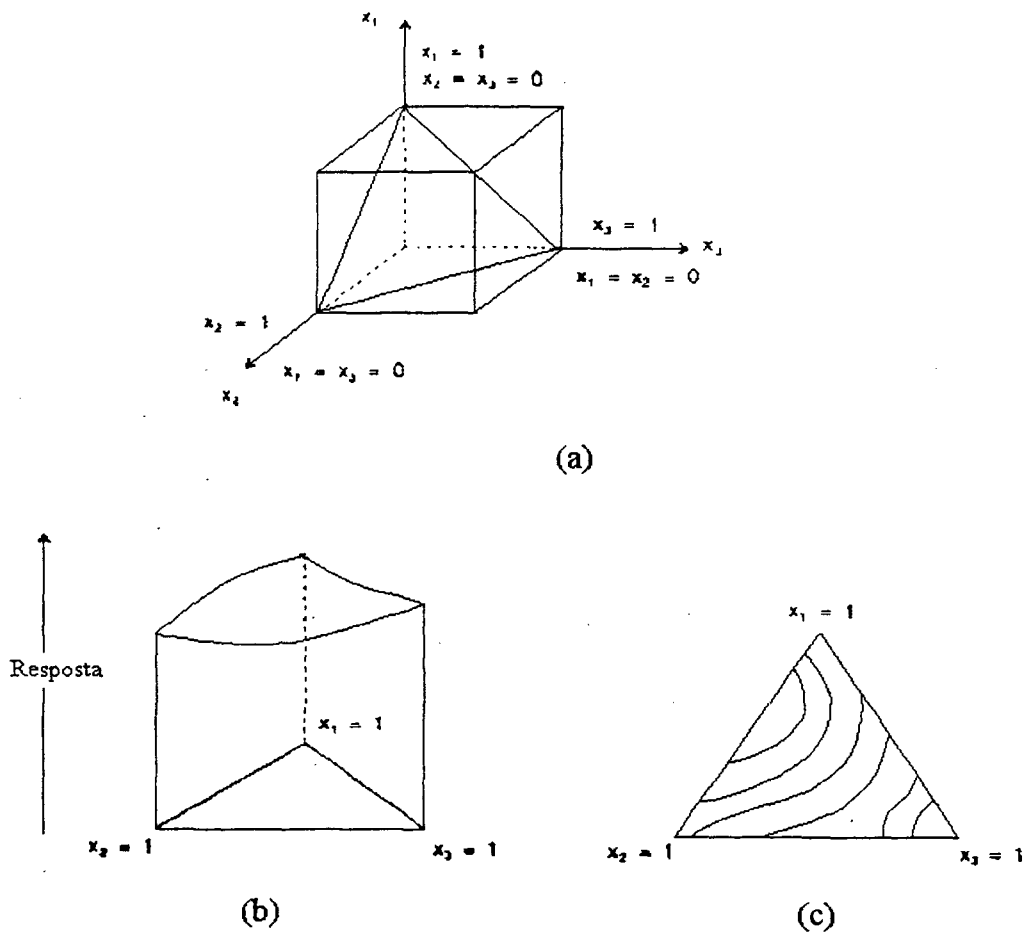 x₁
x₁ = 1
x₂ = x₃ = 0
x₃ = 1
x₃
x₁ = x₂ = 0
x₂ = 1
x₁ = x₃ = 0
x₂
(a)
Resposta
x₁ = 1
x₂ = 1
x₃ = 1
(b)
x₁ = 1
x₂ = 1
x₃ = 1
(c)